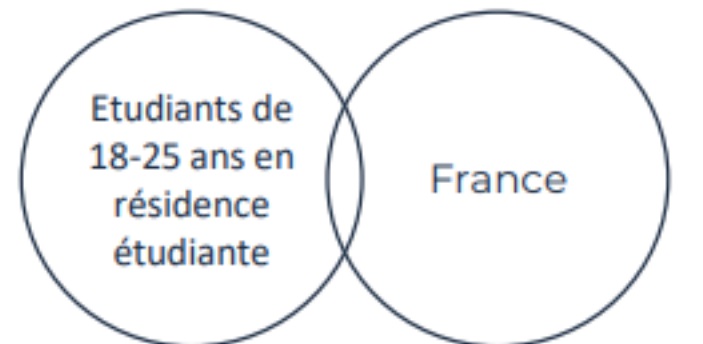 Etudiants de
18-25 ans en
résidence
étudiante
France